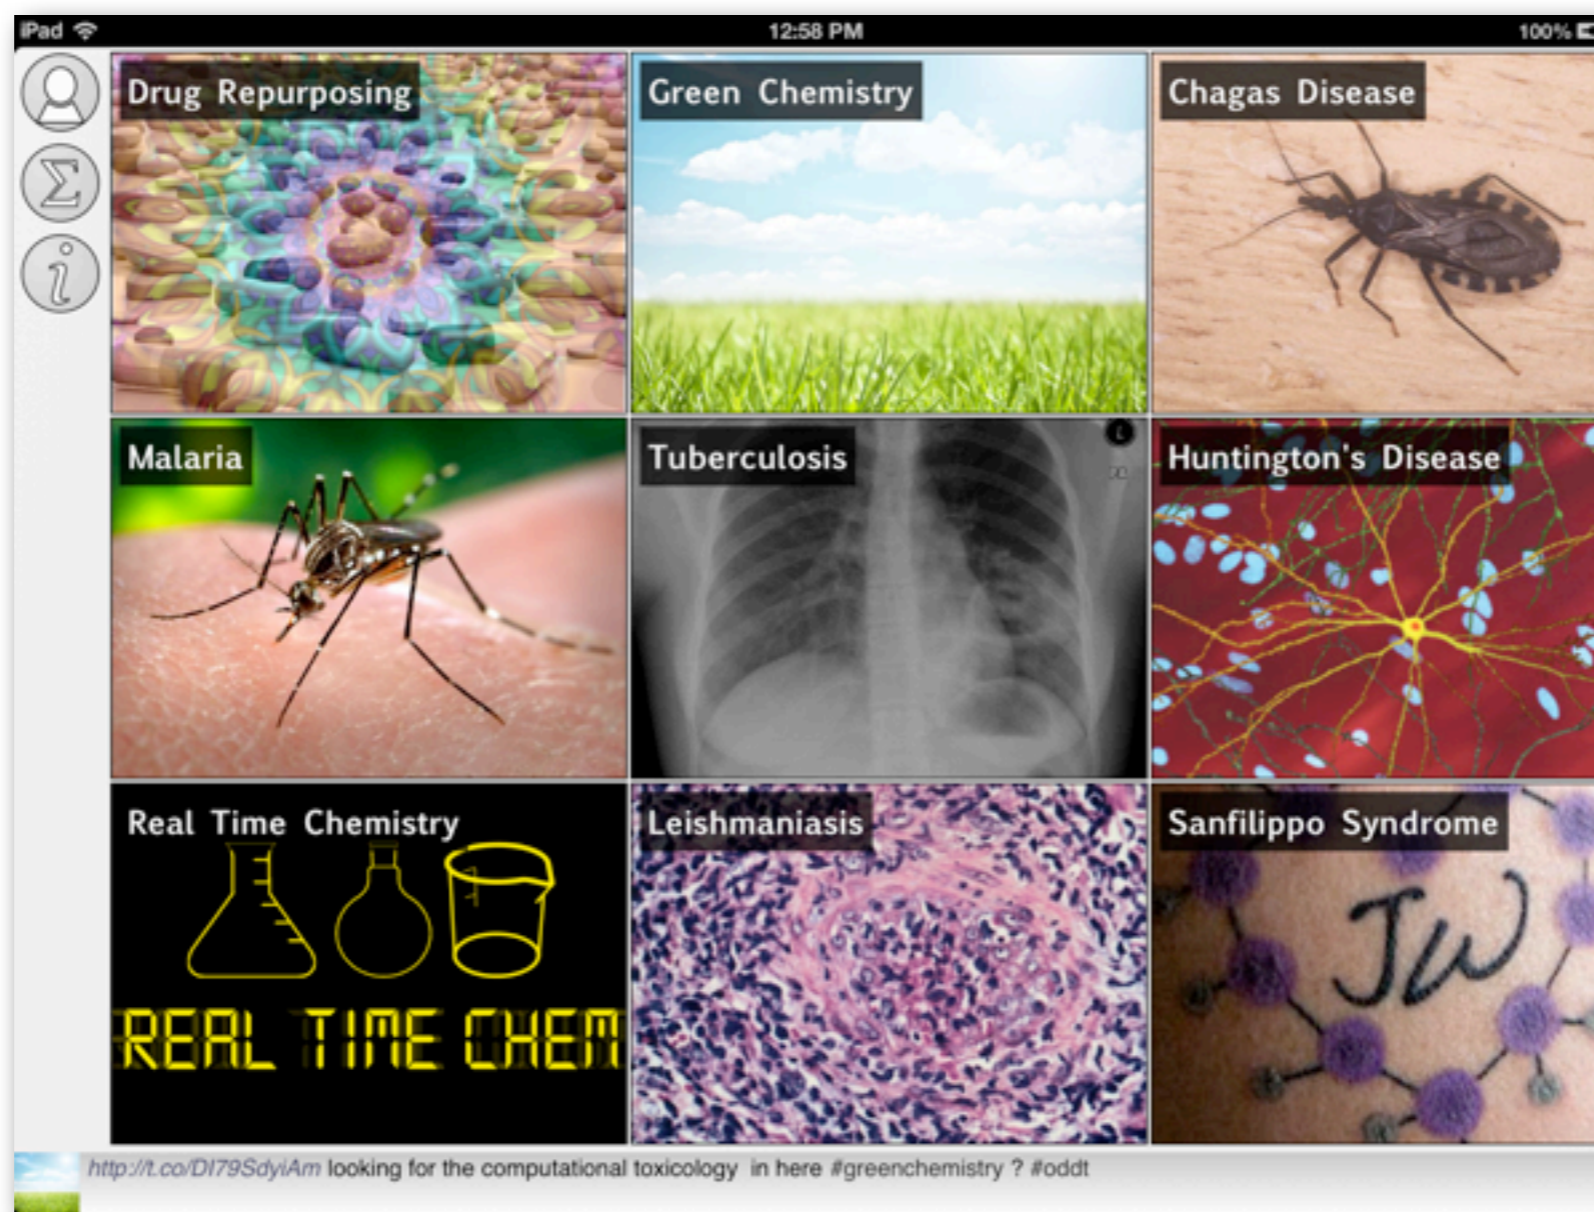 iPad 12:58 PM 100%
Drug Repurposing
Green Chemistry
Chagas Disease
Malaria
Tuberculosis
Huntington's Disease
Real Time Chemistry
REAL TIME CHEM
Leishmaniasis
Sanfilippo Syndrome
JW
http://t.co/DI79SdyiAm looking for the computational toxicology in here #greenchemistry ? #oddt